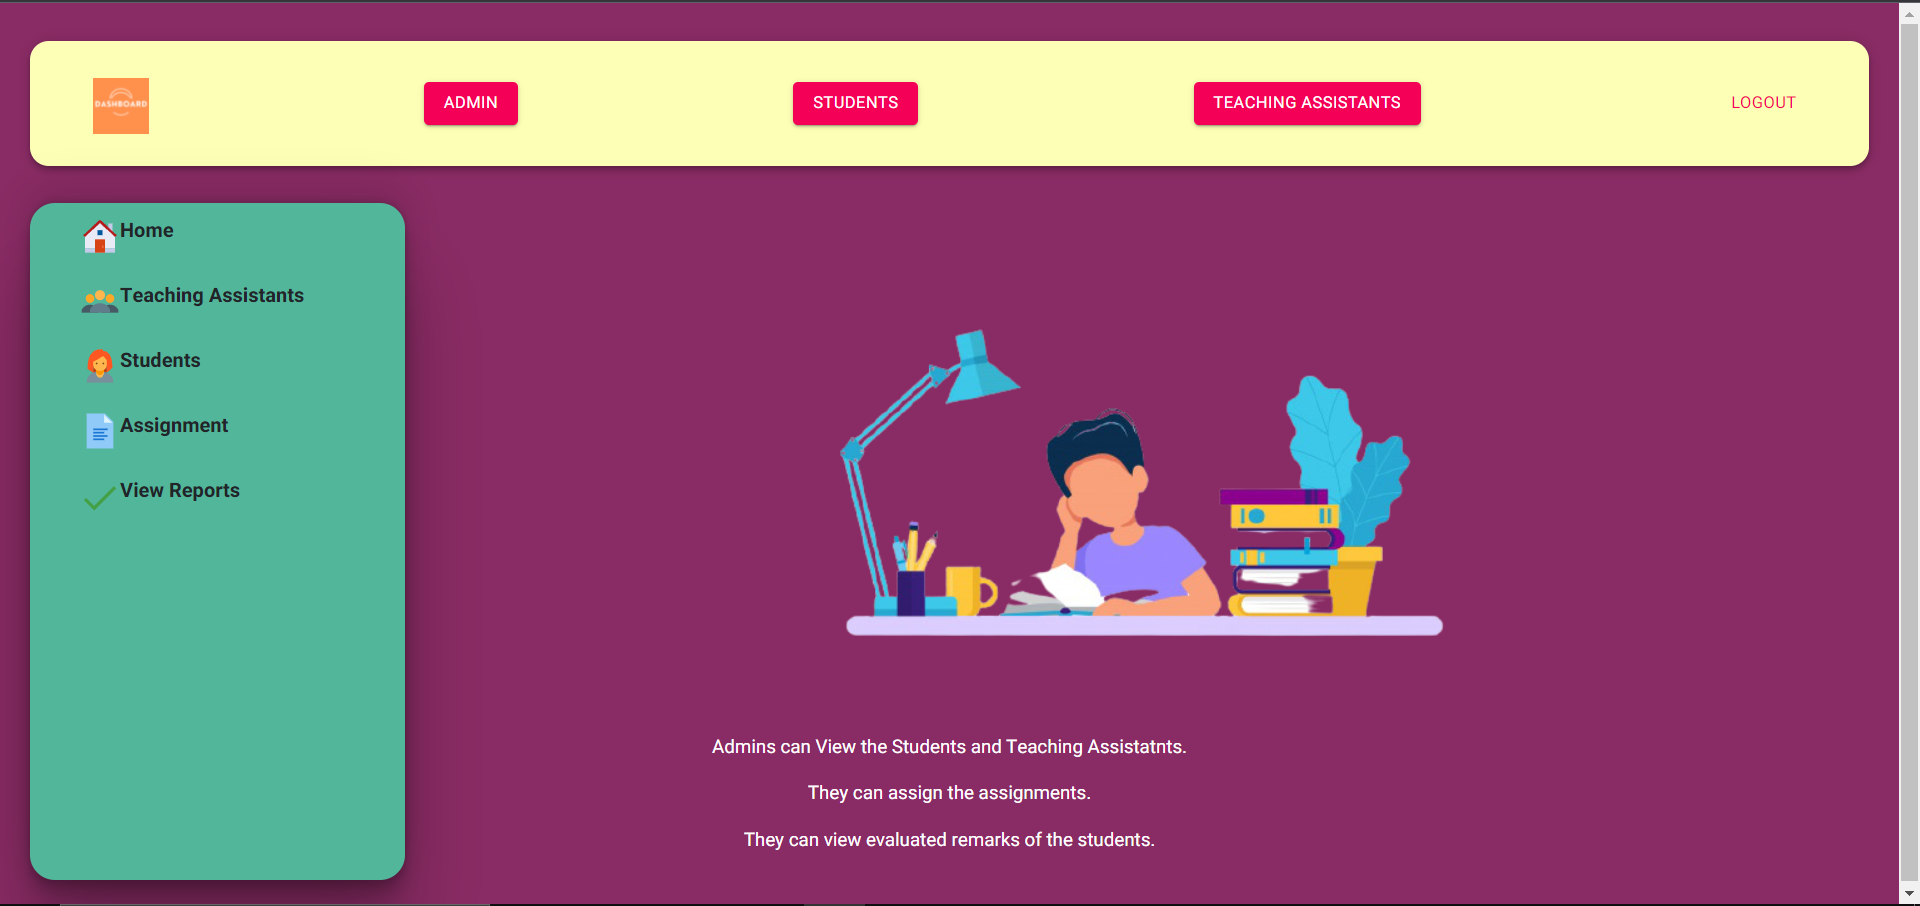 DASHBOARD
ADMIN
STUDENTS
TEACHING ASSISTANTS
LOGOUT
Home
Teaching Assistants
Students
Assignment
View Reports
Admins can View the Students and Teaching Assistatnts.
They can assign the assignments.
They can view evaluated remarks of the students.